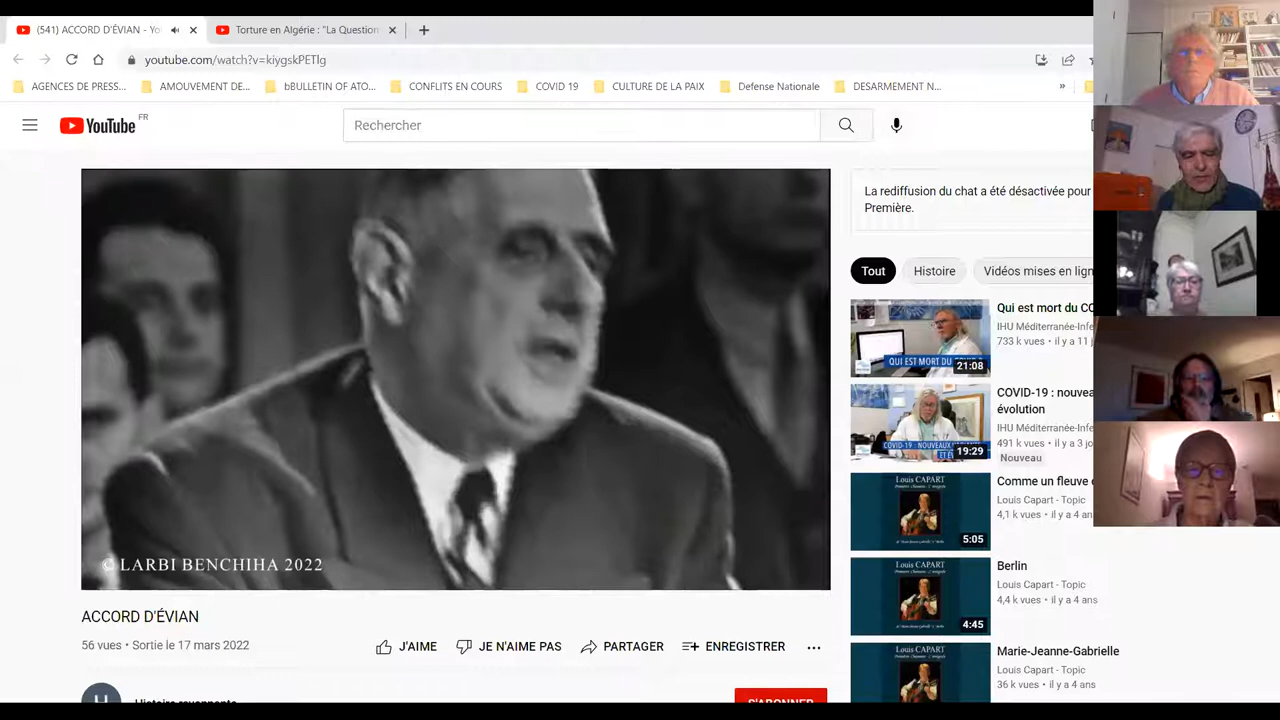 (541) ACCORD D'ÉVIAN - Yo
Torture en Algérie : "La Question
youtube.com/watch?v=kiygskPETlg
AGENCES DE PRESS...
AMOUVEMENT DE...
bBULLETIN OF ATO...
CONFLITS EN COURS
ID 19
CULTURE DE LA PAIX
Defense Nationale
DESARMEMENT N...
»
YouTube FR
Rechercher
La rediffusion du chat a été désactivée pour
Première.
Tout
Histoire
Vidéos mises en lign
Qui est mort du CO
IHU Méditerranée-Infe
733 k vues • il y a 11 j
QUI EST MORT DU
21:08
COVID-19 : nouvea
évolution
IHU Méditerranée-Infe
491 k vues • il y a 3 jo
Nouveau
COVID-19 : NOUVEAUX
19:29
Comme un fleuve
Louis Capart - Topic
4,1 k vues • il y a 4 an
Louis CAPART
5:05
Berlin
Louis Capart - Topic
4,4 k vues • il y a 4 ans
Louis CAPART
4:45
Marie-Jeanne-Gabrielle
Louis Capart - Topic
36 k vues • il y a 4 ans
Louis CAPART
© LARBI BENCHIHA 2022
ACCORD D'ÉVIAN
56 vues • Sortie le 17 mars 2022
J'AIME
JE N'AIME PAS
PARTAGER
ENREGISTRER
H
Histoire revennante
S'ABONNER